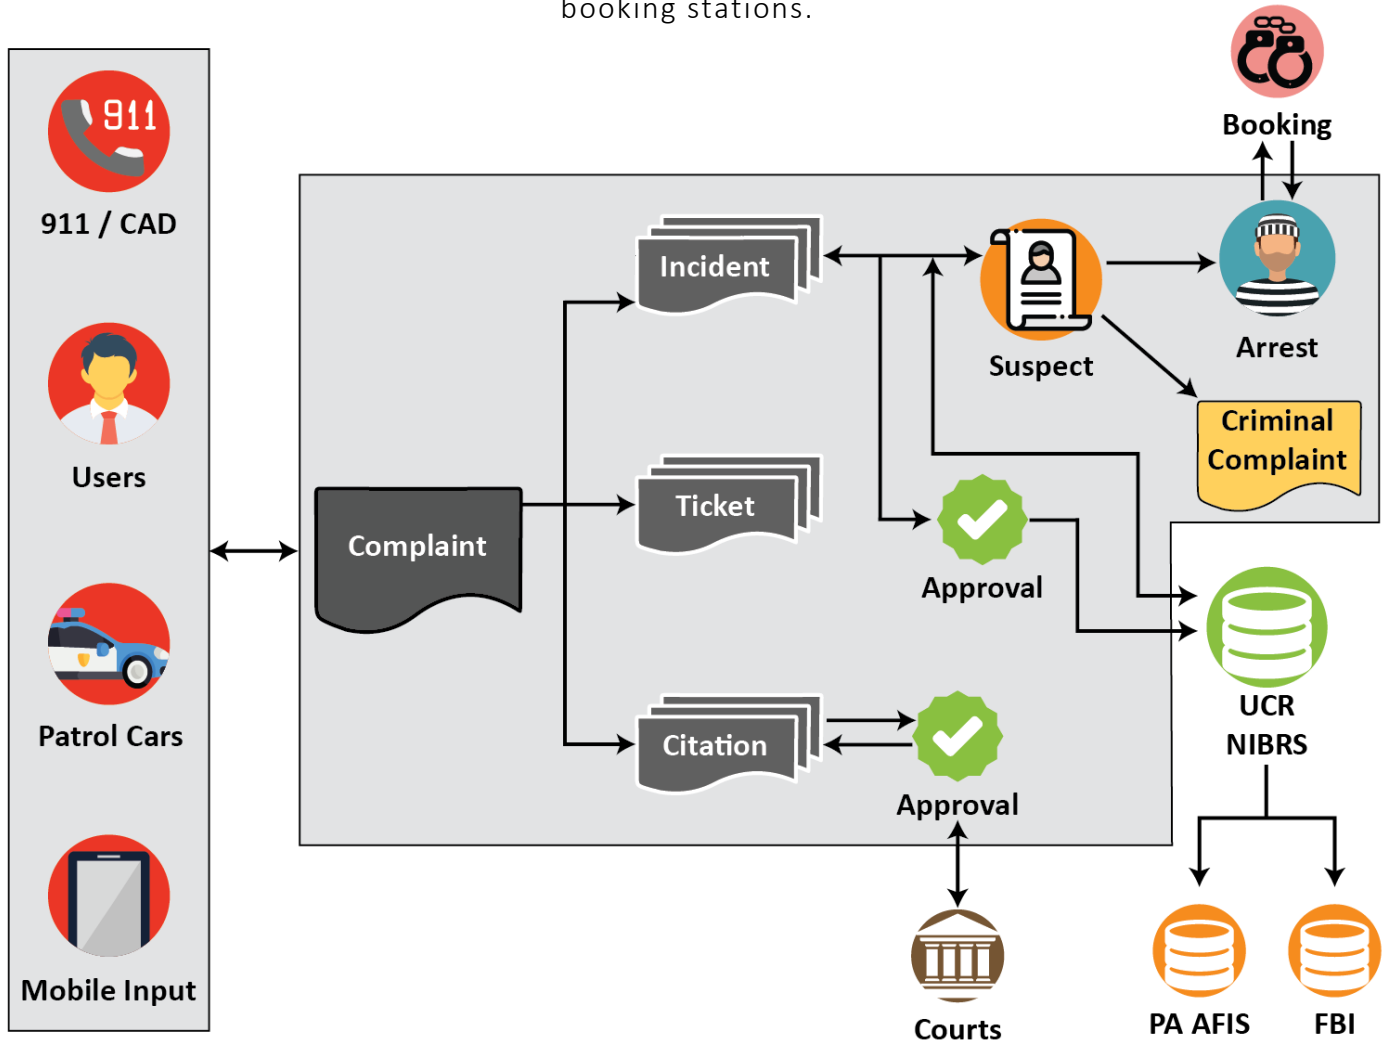 booking stations.
911
911 / CAD
Users
Patrol Cars
Mobile Input
Complaint
Incident
Ticket
Citation
Suspect
Booking
Arrest
Criminal
Complaint
Approval
Approval
UCR
NIBRS
Courts
PA AFIS
FBI